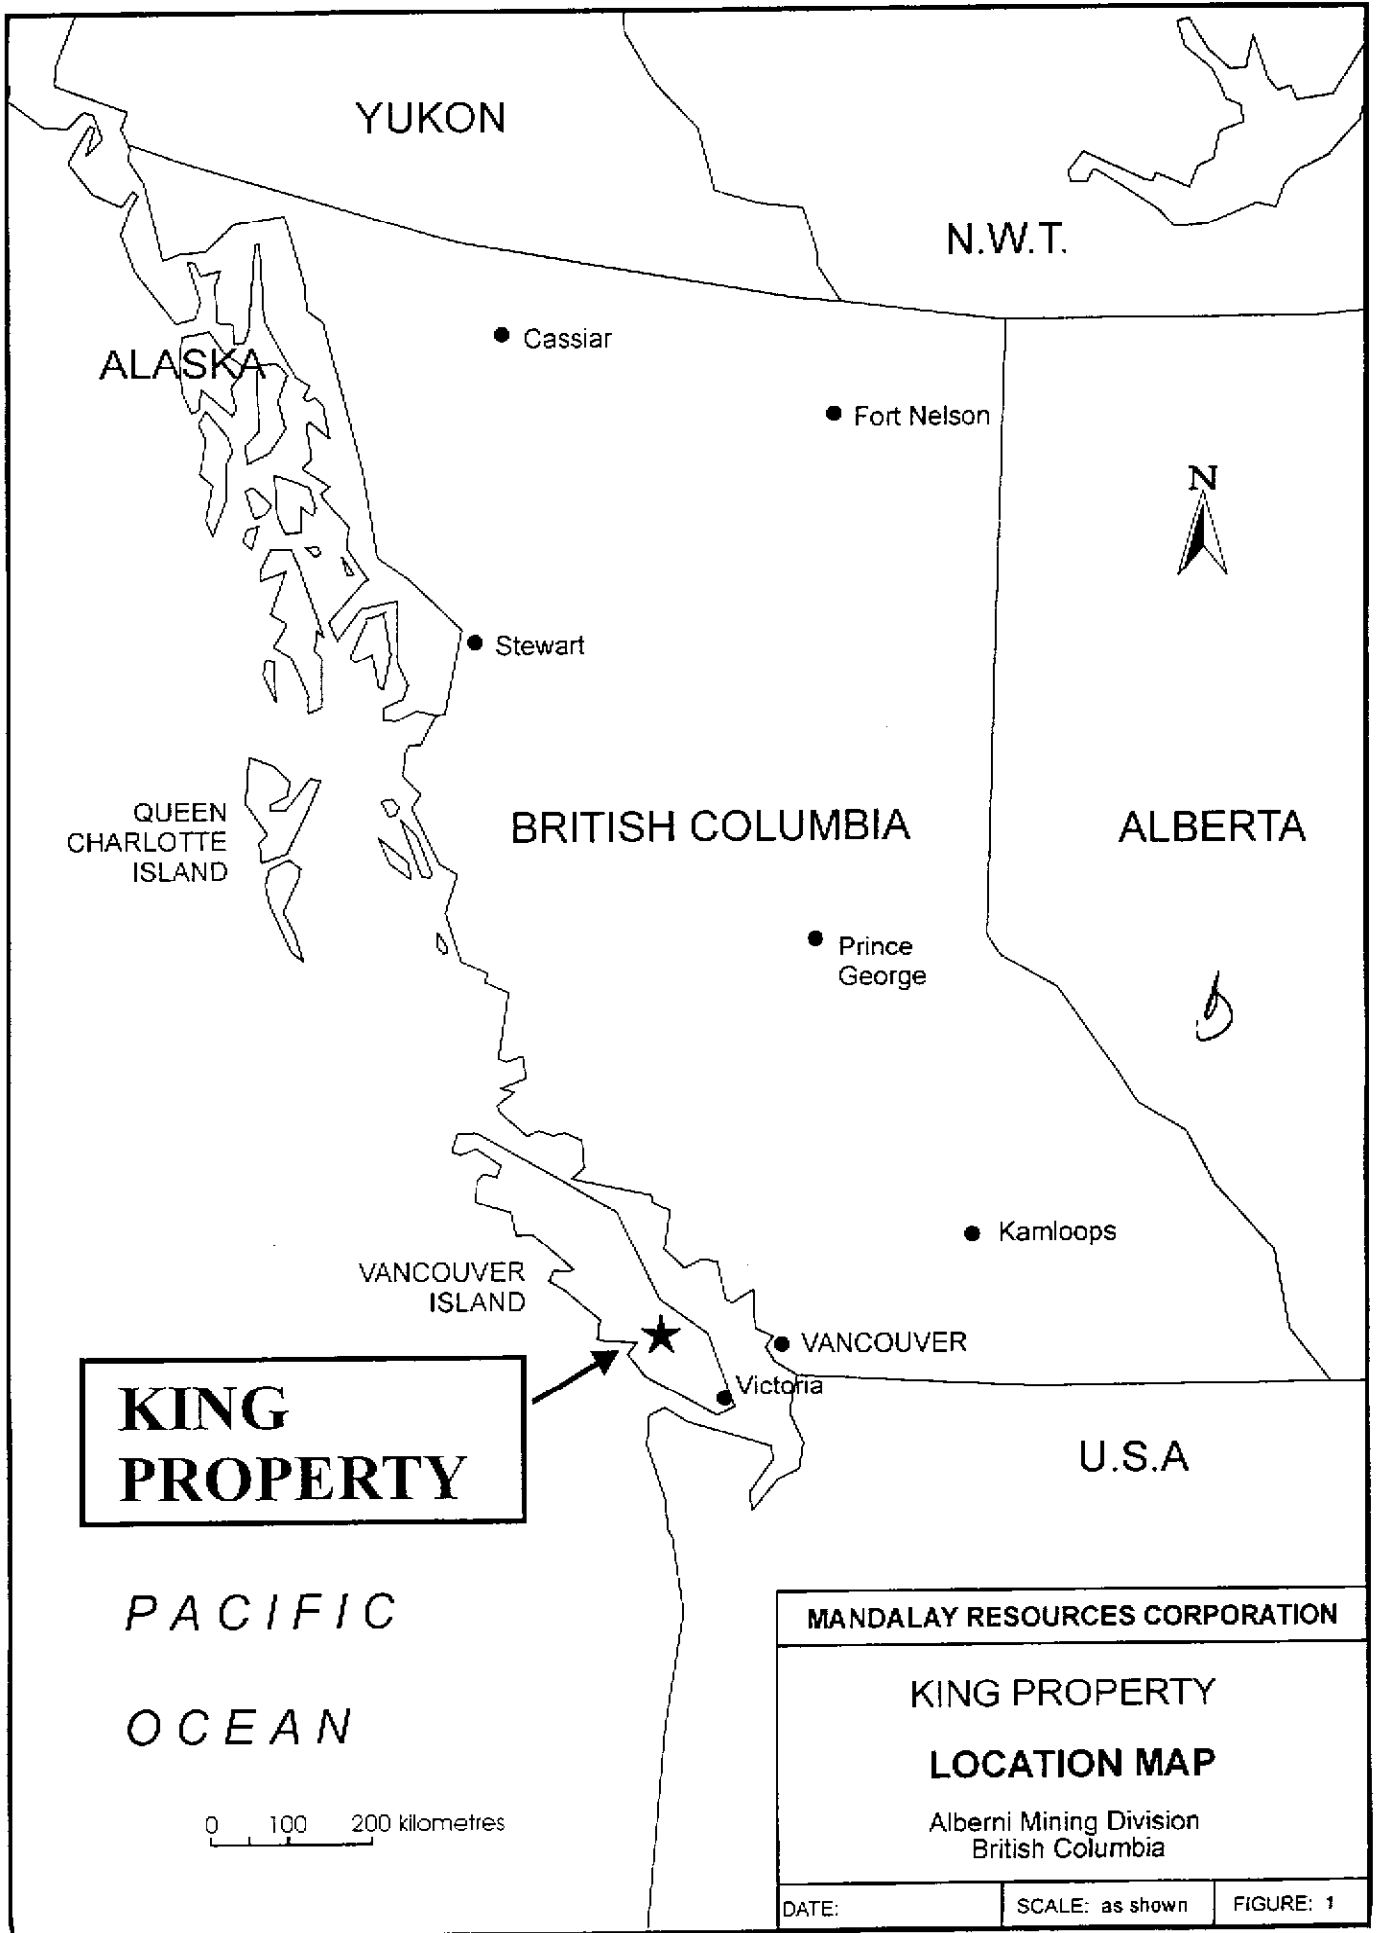 YUKON
N.W.T.
Cassiar
ALASKA
Fort Nelson
N
Stewart
QUEEN
CHARLOTTE
ISLAND
BRITISH COLUMBIA
ALBERTA
Prince
George
Kamloops
VANCOUVER
ISLAND
VANCOUVER
Victoria
KING
PROPERTY
U.S.A
PACIFIC
OCEAN
0 100 200 kilometres
MANDALAY RESOURCES CORPORATION
KING PROPERTY
LOCATION MAP
Alberni Mining Division
British Columbia
DATE:
SCALE: as shown
FIGURE: 1